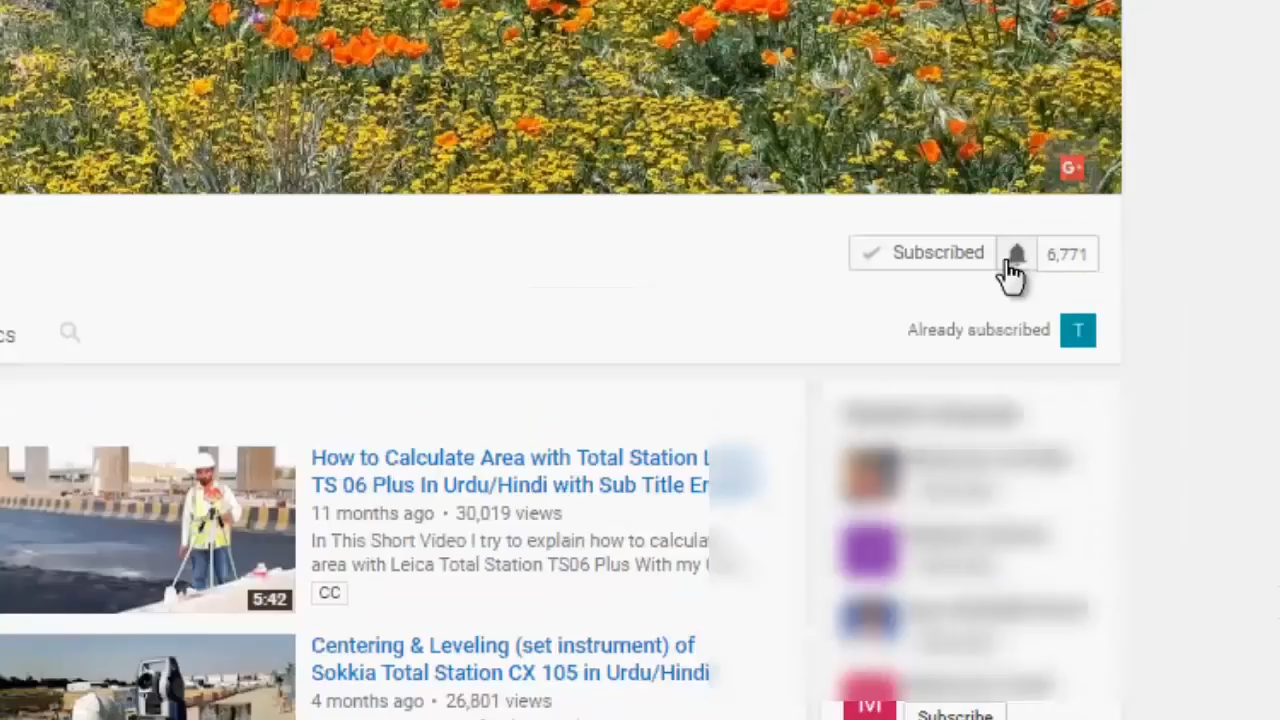 G+
Subscribed 6,771
cs
Already subscribed T
How to Calculate Area with Total Station L
TS 06 Plus In Urdu/Hindi with Sub Title En
11 months ago • 30,019 views
In This Short Video I try to explain how to calcula
area with Leica Total Station TS06 Plus With my
CC
5:42
Centering & Leveling (set instrument) of
Sokkia Total Station CX 105 in Urdu/Hindi
4 months ago • 26,801 views
Subscribe